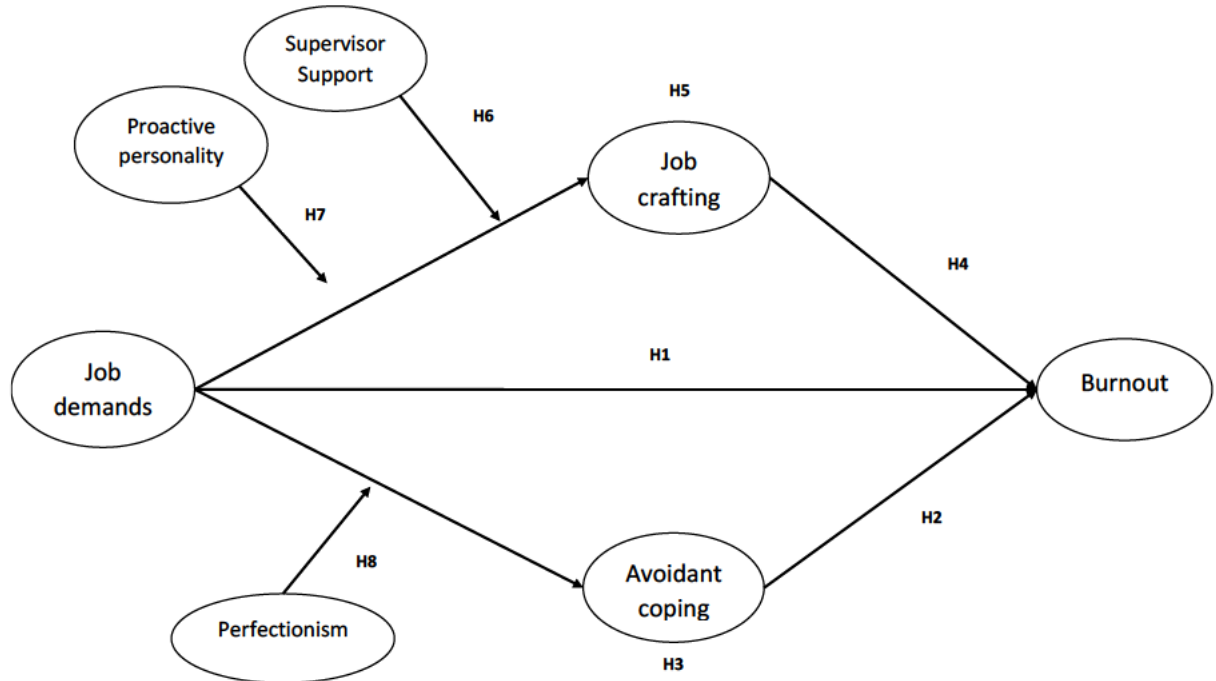 Supervisor
Support
H5
H6
Proactive
personality
Job
crafting
H7
H4
H1
Job
demands
Burnout
H2
H8
Avoidant
coping
Perfectionism
H3